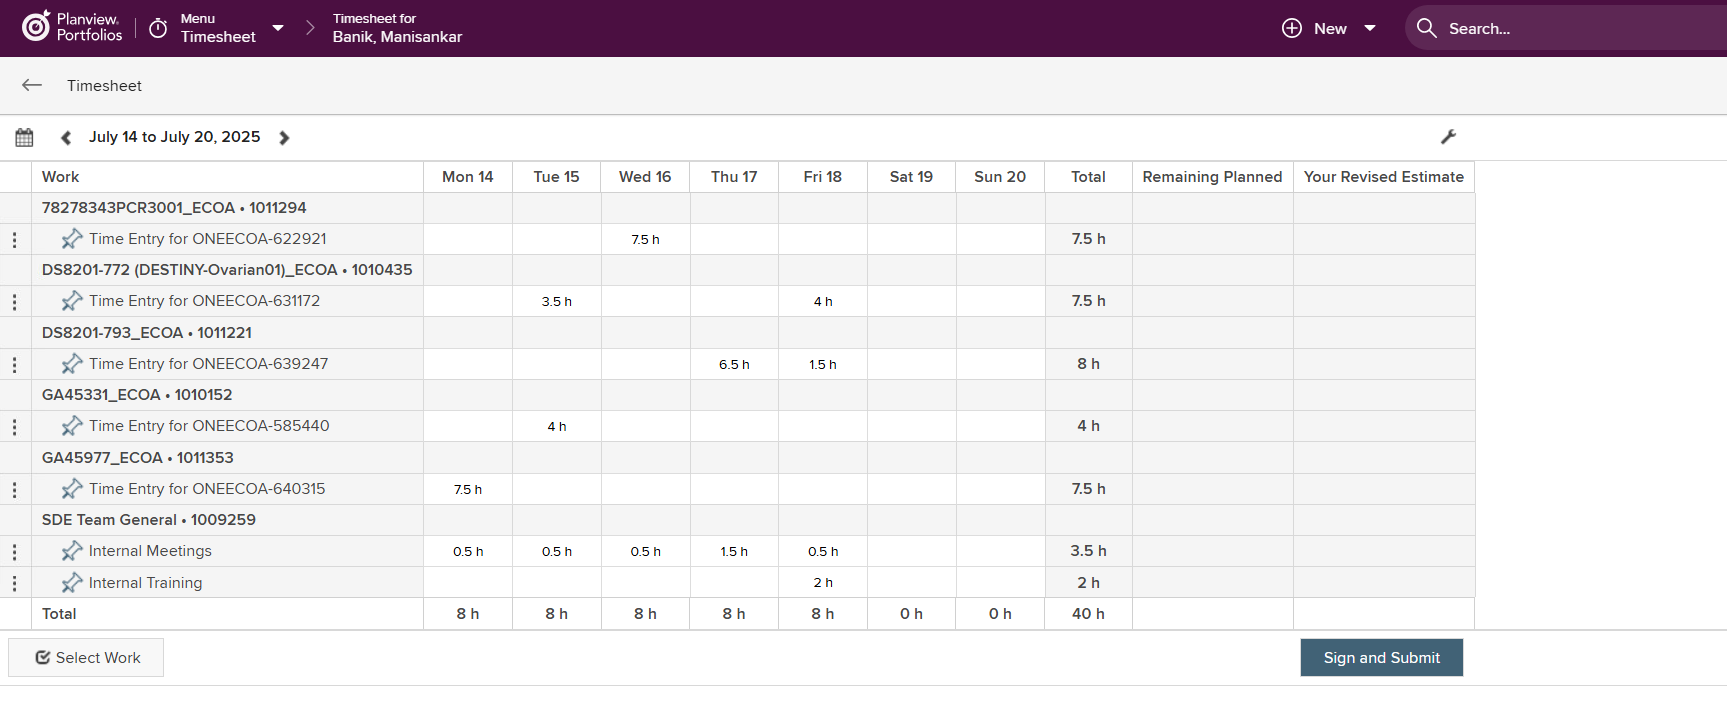 Planview. Portfolios
Menu
Timesheet
Timesheet for
Banik, Manisankar
New
Search...
Timesheet
July 14 to July 20, 2025
Work Mon 14 Tue 15 Wed 16 Thu 17 Fri 18 Sat 19 Sun 20 Total Remaining Planned Your Revised Estimate
78278343PCR3001_ECOA • 1011294
Time Entry for ONEECOA-622921 7.5 h 7.5 h
DS8201-772 (DESTINY-Ovarian01)_ECOA • 1010435
Time Entry for ONEECOA-631172 3.5 h 4 h 7.5 h
DS8201-793_ECOA • 1011221
Time Entry for ONEECOA-639247 6.5 h 1.5 h 8 h
GA45331_ECOA • 1010152
Time Entry for ONEECOA-585440 4 h 4 h
GA45977_ECOA • 1011353
Time Entry for ONEECOA-640315 7.5 h 7.5 h
SDE Team General • 1009259
Internal Meetings 0.5 h 0.5 h 0.5 h 1.5 h 0.5 h 3.5 h
Internal Training 2 h 2 h
Total 8 h 8 h 8 h 8 h 8 h 0 h 0 h 40 h
Select Work Sign and Submit